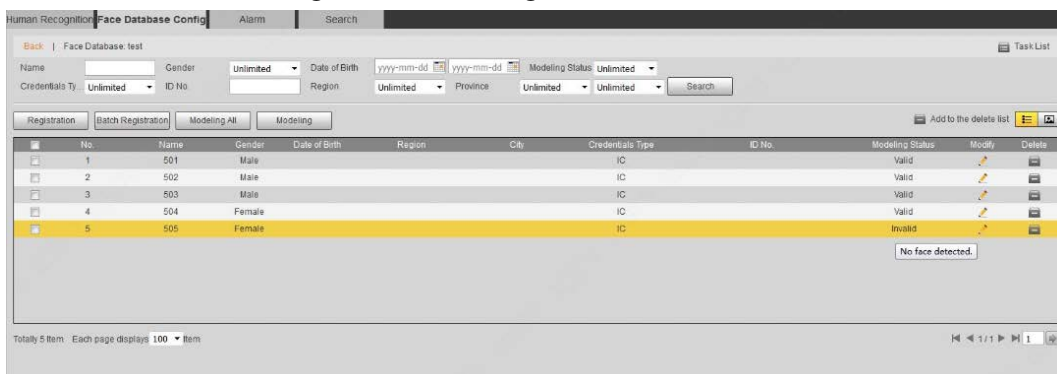 Human Recognition Face Database Config Alarm Search
Back | Face Database: test Task List
Name Gender Unlimited Date of Birth yyyy-mm-dd yyyy-mm-dd Modeling Status Unlimited
Credentials Ty... Unlimited ID No. Region Unlimited Province Unlimited Unlimited Search
Registration Batch Registration Modeling All Modeling Add to the delete list
No. Name Gender Date of Birth Region City Credentials Type ID No. Modeling Status Modify Delete
1 501 Male IC Valid
2 502 Male IC Valid
3 503 Male IC Valid
4 504 Female IC Valid
5 505 Female IC Invalid
No face detected.
Totally 5 Item Each page displays 100 Item 1/1 1